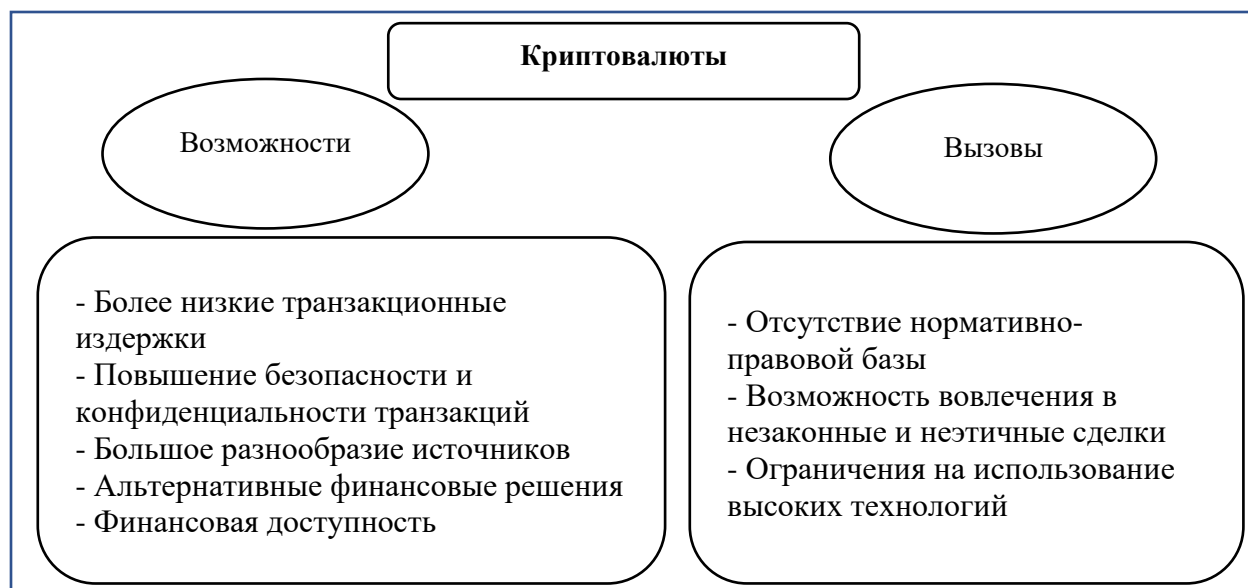 Криптовалюты
Возможности
Вызовы
- Более низкие транзакционные
издержки
- Повышение безопасности и
конфиденциальности транзакций
- Большое разнообразие источников
- Альтернативные финансовые решения
- Финансовая доступность
- Отсутствие нормативно-
правовой базы
- Возможность вовлечения в
незаконные и неэтичные сделки
- Ограничения на использование
высоких технологий